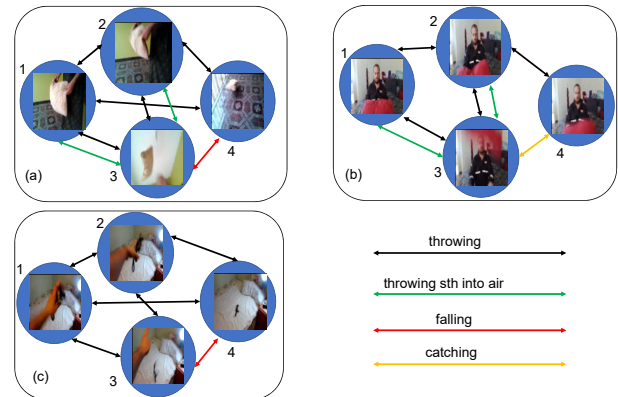 1
2
3
4
(a)
1
2
3
4
(b)
1
2
3
4
(c)
throwing
throwing sth into air
falling
catching